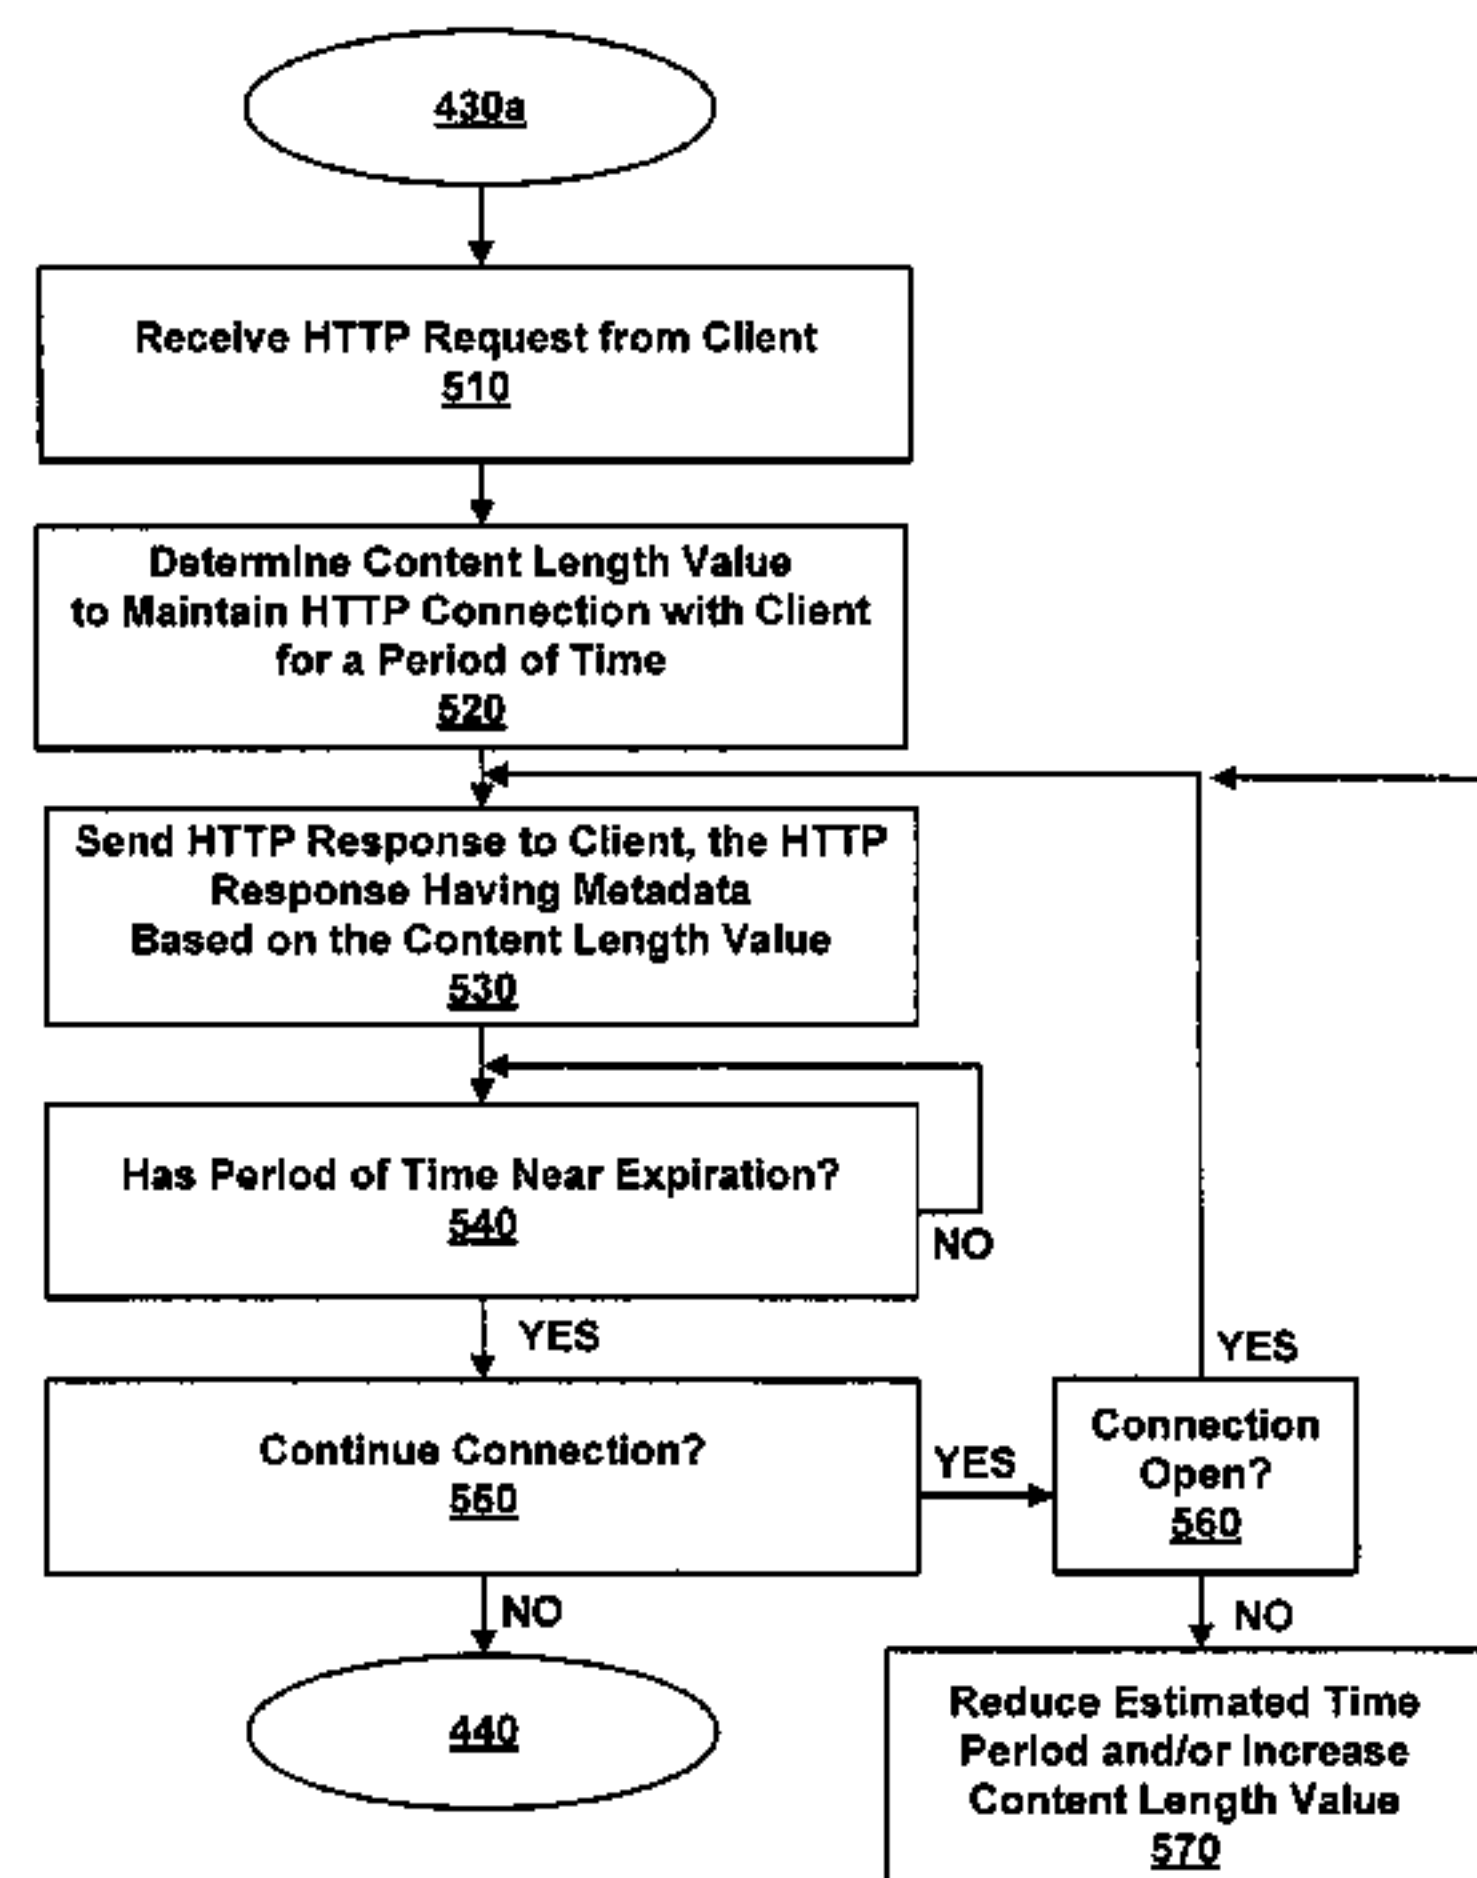 430a
Receive HTTP Request from Client
510
Determine Content Length Value
to Maintain HTTP Connection with Client
for a Period of Time
520
Send HTTP Response to Client, the HTTP
Response Having Metadata
Based on the Content Length Value
530
Has Period of Time Near Expiration?
540
NO
YES
YES
Continue Connection?
550
YES
Connection
Open?
560
NO
NO
440
Reduce Estimated Time
Period and/or Increase
Content Length Value
570